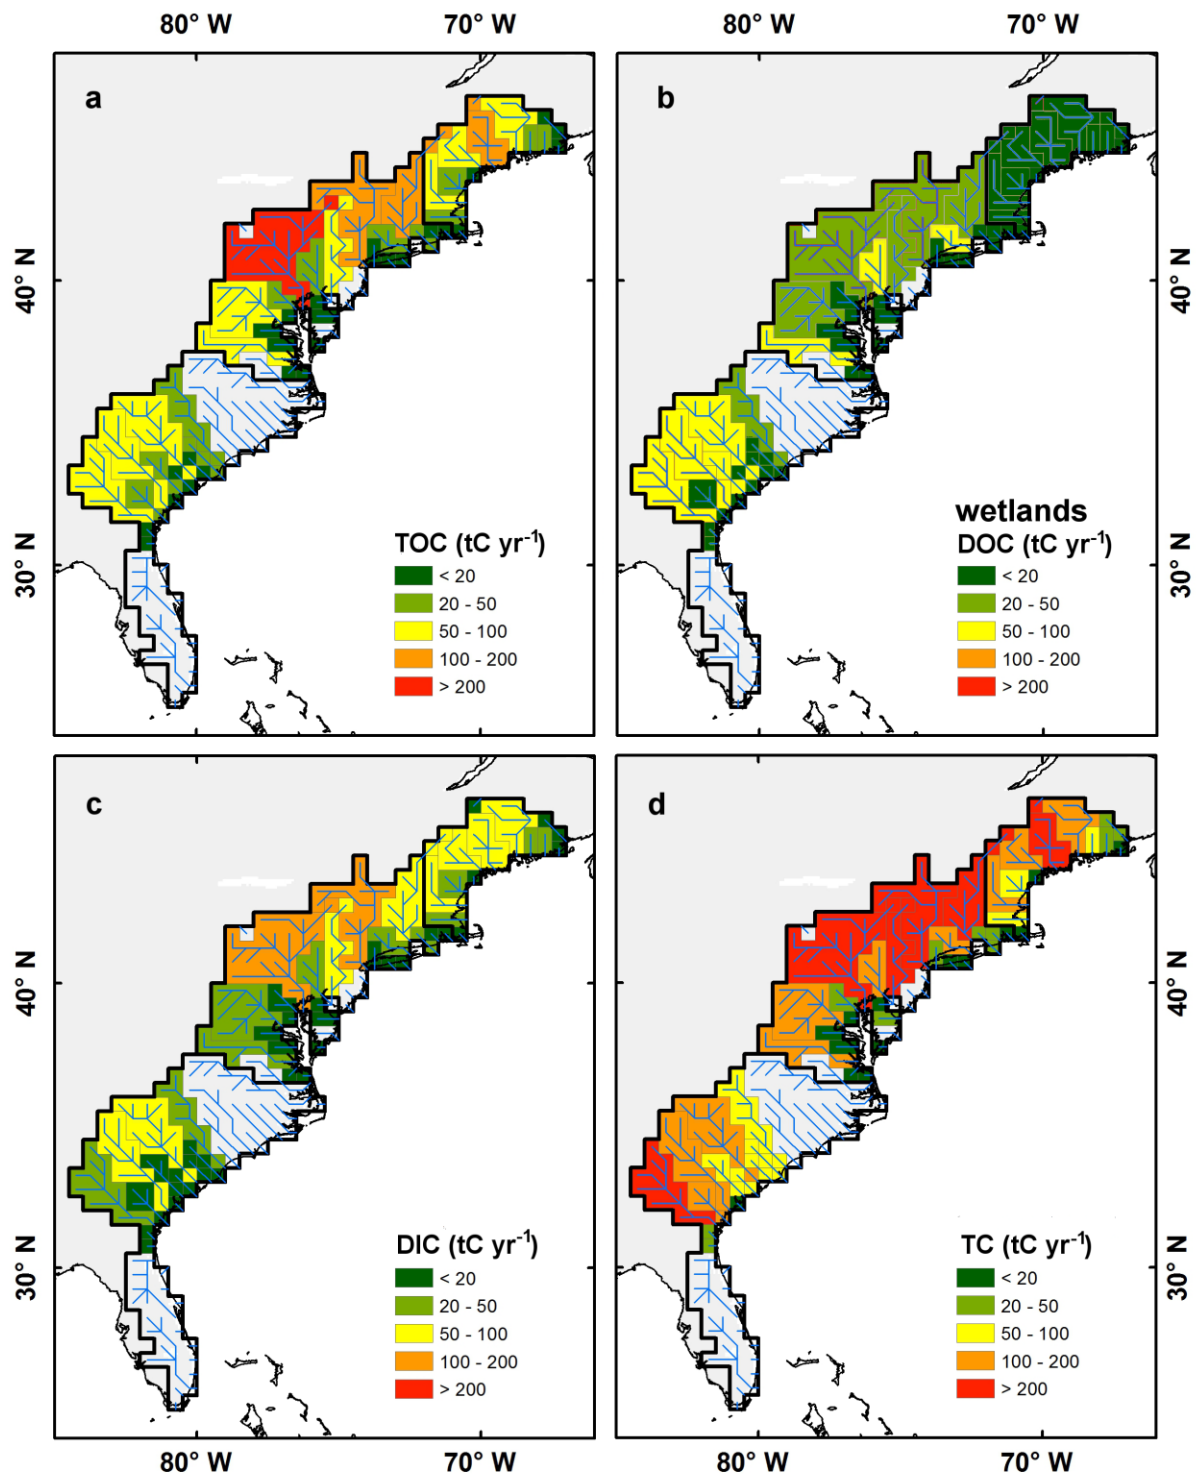 80° W 70° W
a
b
40° N
40° N
30° N
30° N
TOC (tC yr-1)
< 20
20 - 50
50 - 100
100 - 200
> 200
wetlands
DOC (tC yr-1)
< 20
20 - 50
50 - 100
100 - 200
> 200
80° W 70° W
c
d
40° N
40° N
30° N
30° N
DIC (tC yr-1)
< 20
20 - 50
50 - 100
100 - 200
> 200
TC (tC yr-1)
< 20
20 - 50
50 - 100
100 - 200
> 200
80° W 70° W
80° W 70° W